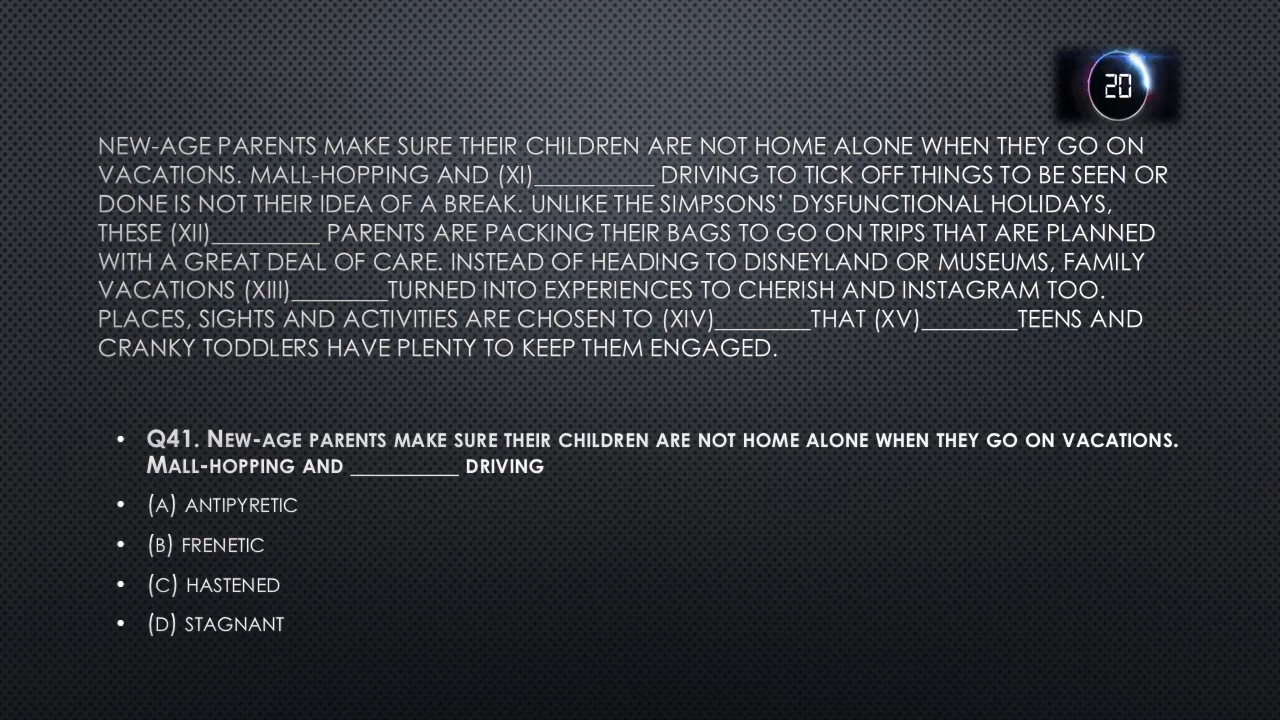 20
NEW-AGE PARENTS MAKE SURE THEIR CHILDREN ARE NOT HOME ALONE WHEN THEY GO ON
VACATIONS. MALL-HOPPING AND (XI)__________ DRIVING TO TICK OFF THINGS TO BE SEEN OR
DONE IS NOT THEIR IDEA OF A BREAK. UNLIKE THE SIMPSONS' DYSFUNCTIONAL HOLIDAYS,
THESE (XII)_________ PARENTS ARE PACKING THEIR BAGS TO GO ON TRIPS THAT ARE PLANNED
WITH A GREAT DEAL OF CARE. INSTEAD OF HEADING TO DISNEYLAND OR MUSEUMS, FAMILY
VACATIONS (XIII)________TURNED INTO EXPERIENCES TO CHERISH AND INSTAGRAM TOO.
PLACES, SIGHTS AND ACTIVITIES ARE CHOSEN TO (XIV)________THAT (XV)________TEENS AND
CRANKY TODDLERS HAVE PLENTY TO KEEP THEM ENGAGED.
• Q41. NEW-AGE PARENTS MAKE SURE THEIR CHILDREN ARE NOT HOME ALONE WHEN THEY GO ON VACATIONS.
MALL-HOPPING AND __________ DRIVING
• (A) ANTIPYRETIC
• (B) FRENETIC
• (C) HASTENED
• (D) STAGNANT